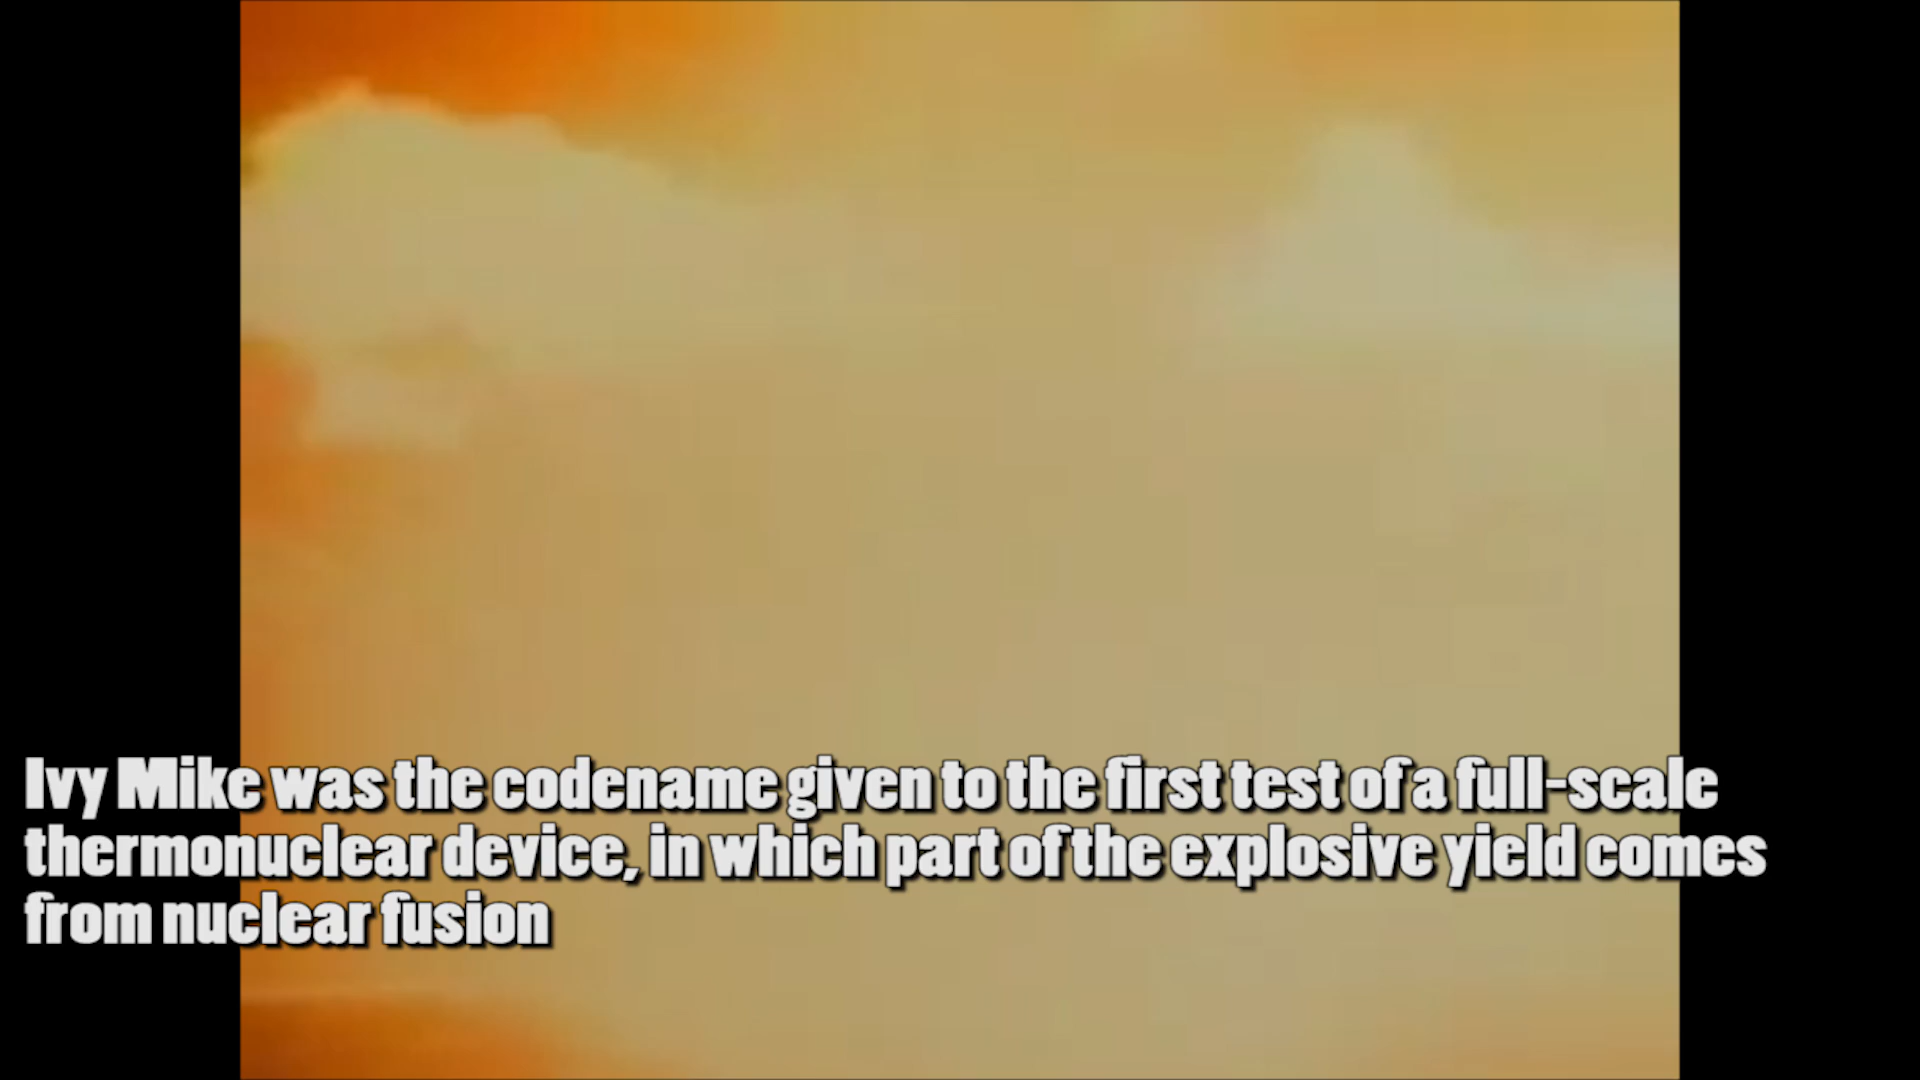 Ivy Mike was the codename given to the first test of a full-scale
thermonuclear device, in which part of the explosive yield comes
from nuclear fusion